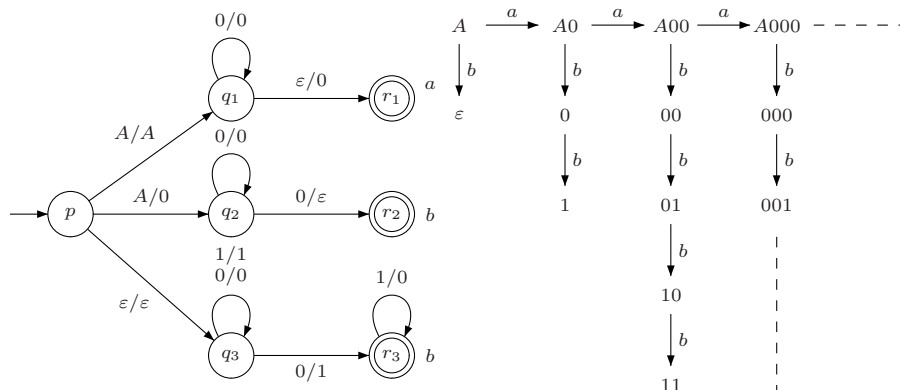 0/0
q1
ε/0
r1 a
A/A
0/0
p
A/0
q2
0/ε
r2 b
1/1
0/0
1/0
ε/ε
q3
0/1
r3 b
A a A0 a A00 a A000
b b b b
ε 0 00 000
b b b
1 01 001
b
10
b
11